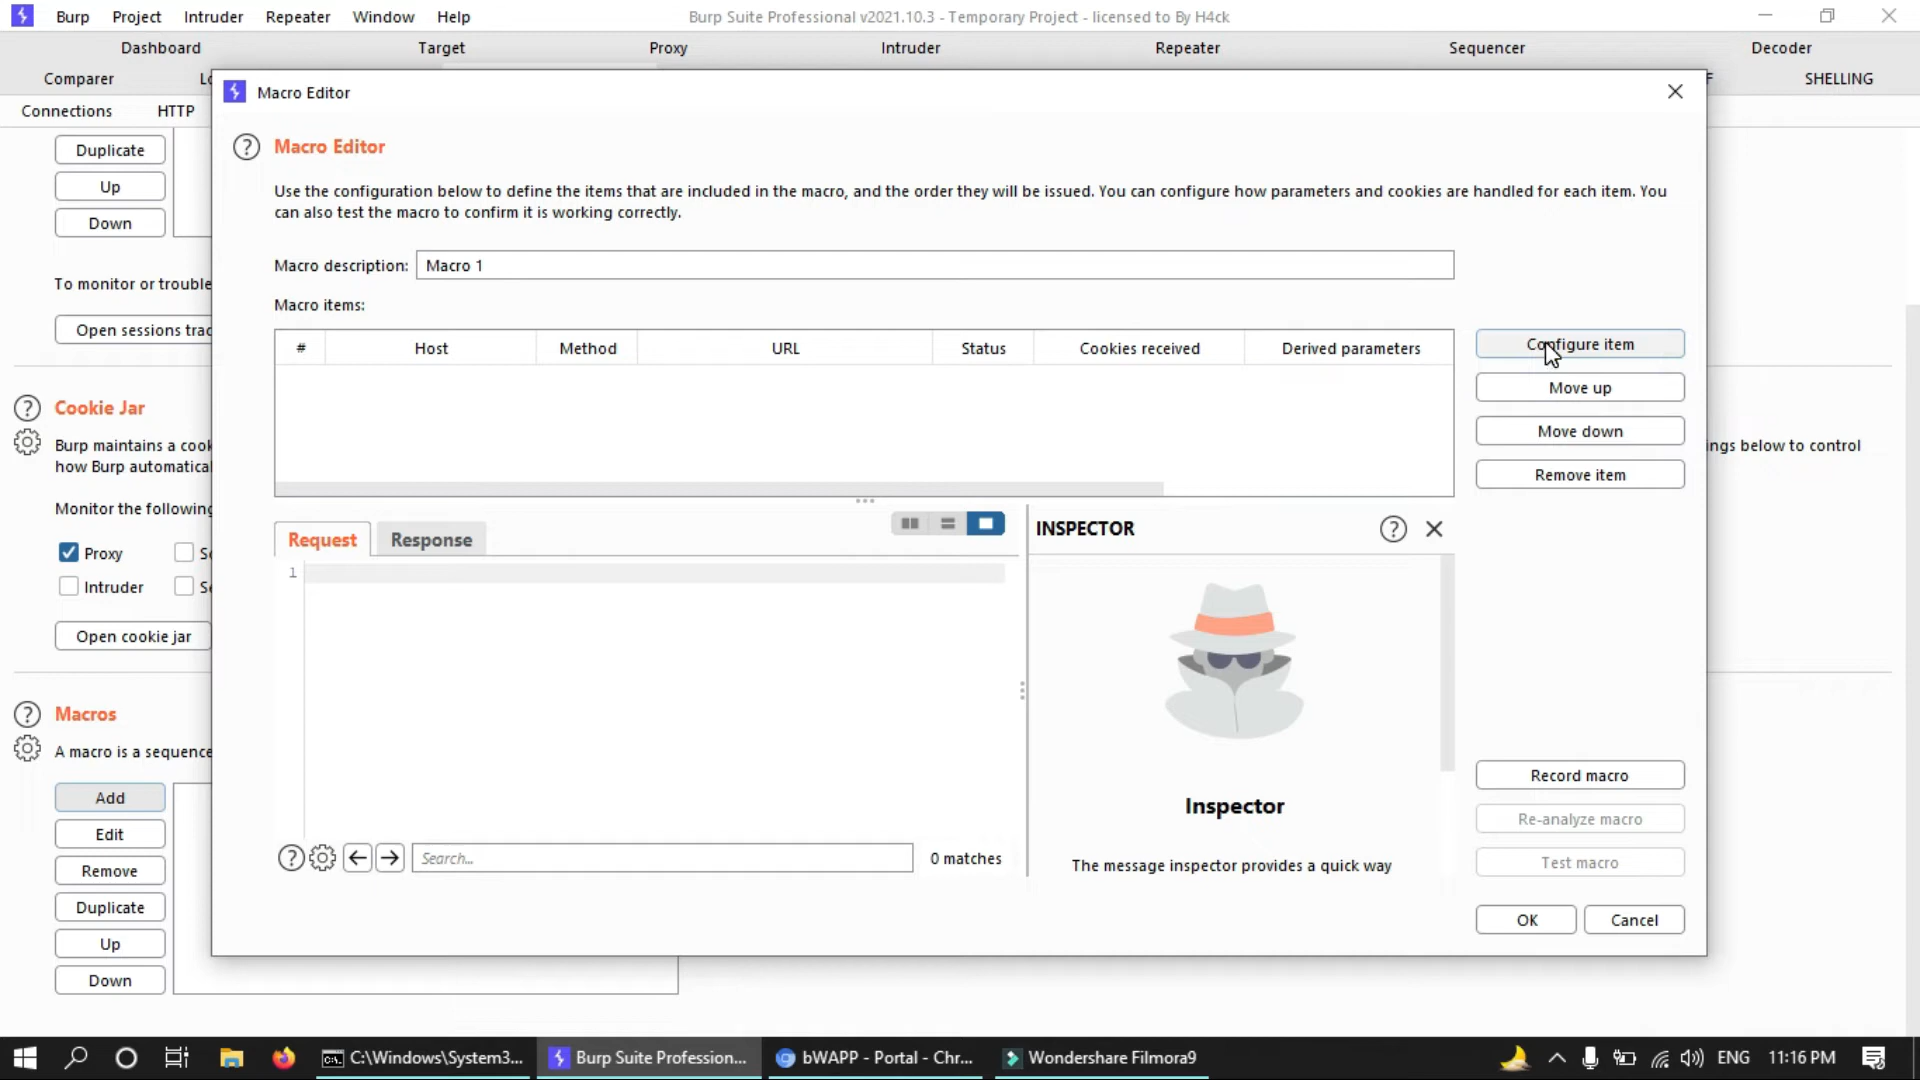 Burp Project Intruder Repeater Window Help
Burp Suite Professional v2021.10.3 - Temporary Project - licensed to By H4ck
Dashboard Target Proxy Intruder Repeater Sequencer Decoder
Comparer
SHELLING
Connections HTTP
Macro Editor
Duplicate
Up
Down
To monitor or trouble
Open sessions trac
Cookie Jar
Burp maintains a cook
ings below to control
how Burp automatical
Monitor the following
Proxy
Intruder
Open cookie jar
Macros
A macro is a sequence
Add
Edit
Remove
Duplicate
Up
Down
Macro Editor
Use the configuration below to define the items that are included in the macro, and the order they will be issued. You can configure how parameters and cookies are handled for each item. You
can also test the macro to confirm it is working correctly.
Macro description: Macro 1
Macro items:
# Host Method URL Status Cookies received Derived parameters
Configure item
Move up
Move down
Remove item
Request Response
1
Search...
0 matches
INSPECTOR
Inspector
The message inspector provides a quick way
Record macro
Re-analyze macro
Test macro
OK Cancel
C:\Windows\System3... Burp Suite Profession... bWAPP - Portal - Chr... Wondershare Filmora9
ENG 11:16 PM